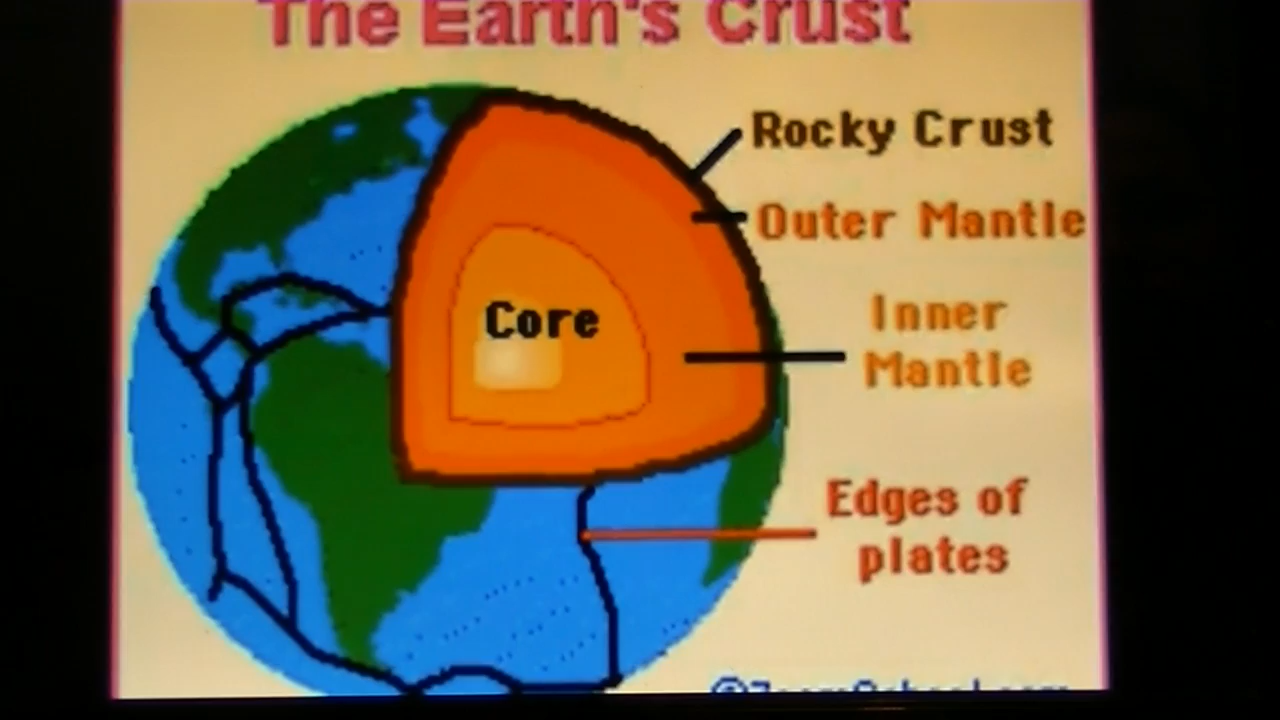 The Earth's Crust
Rocky Crust
Outer Mantle
Core
Inner
Mantle
Edges of
plates